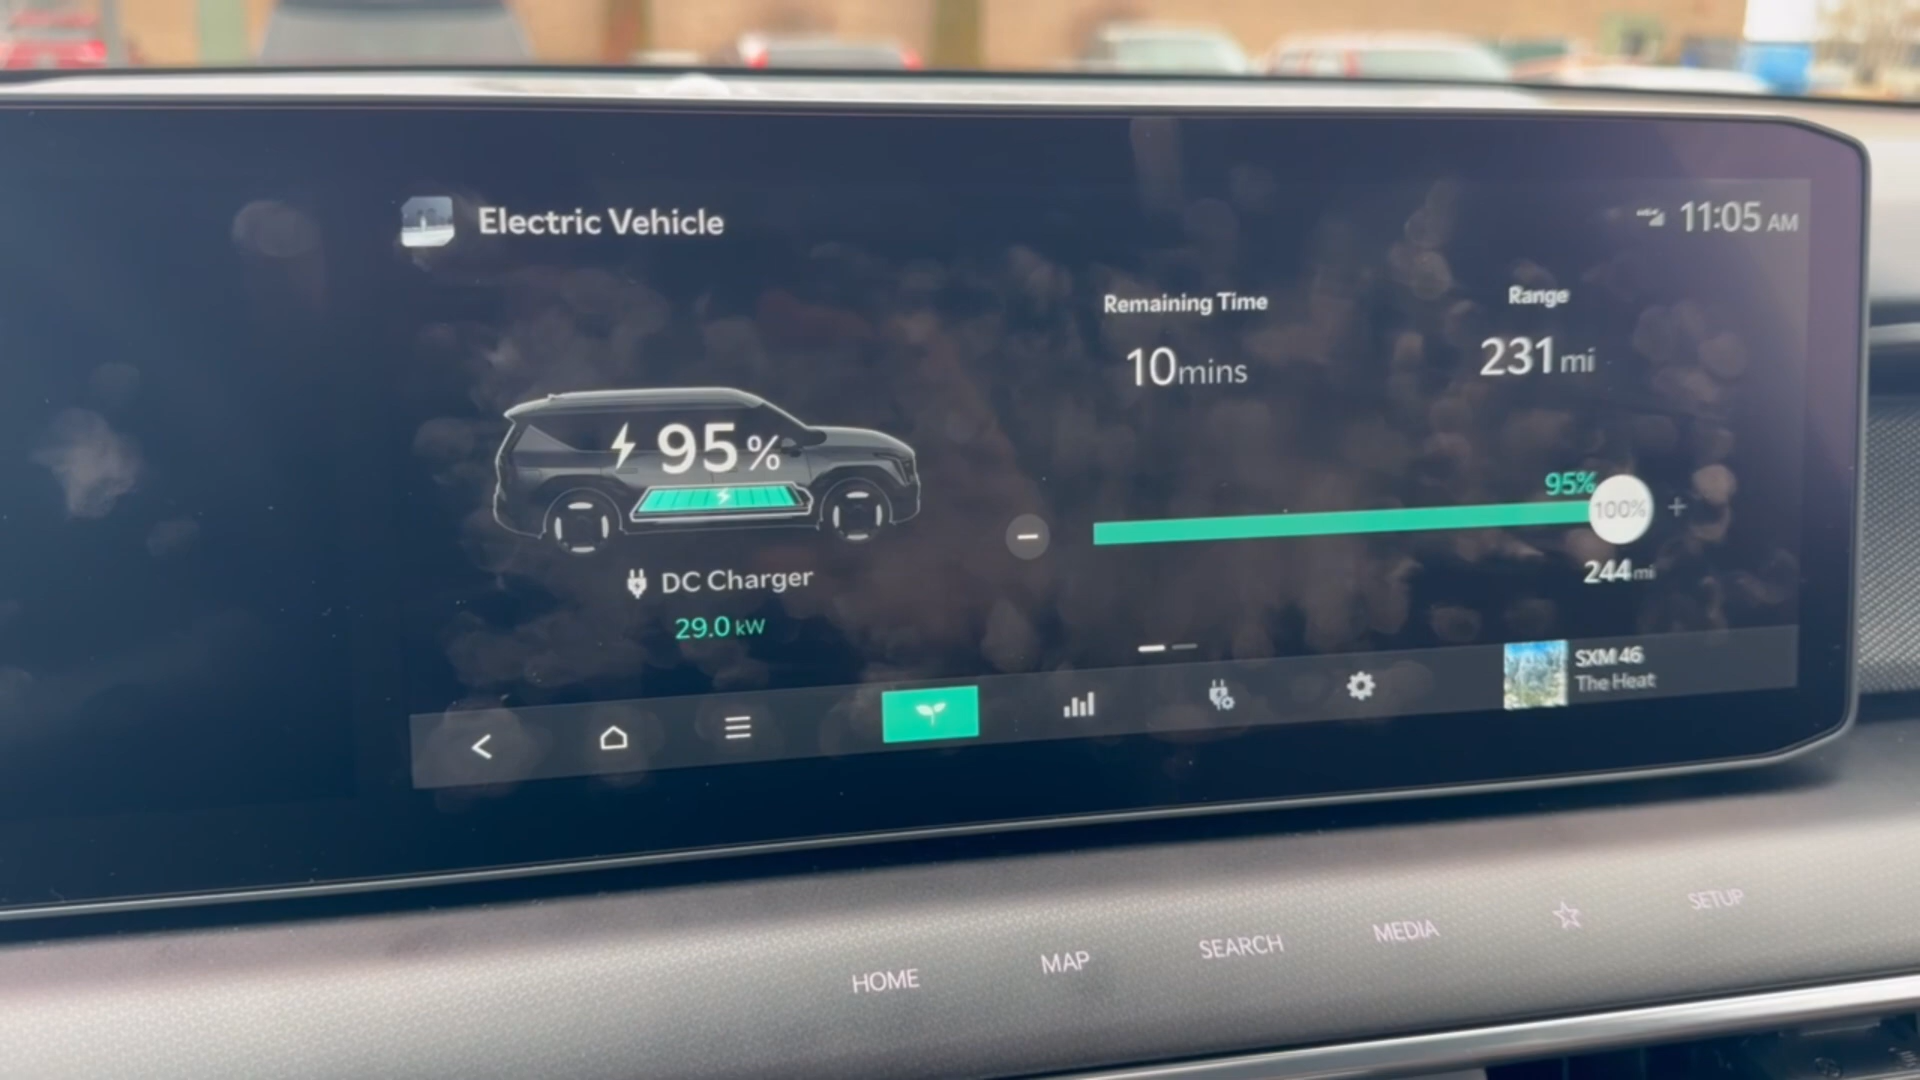 Electric Vehicle
11:05 AM
Remaining Time
10mins
Range
231mi
95%
95%
100%
244mi
DC Charger
29.0 kW
SXM 46
The Heat
HOME
MAP
SEARCH
MEDIA
SETUP